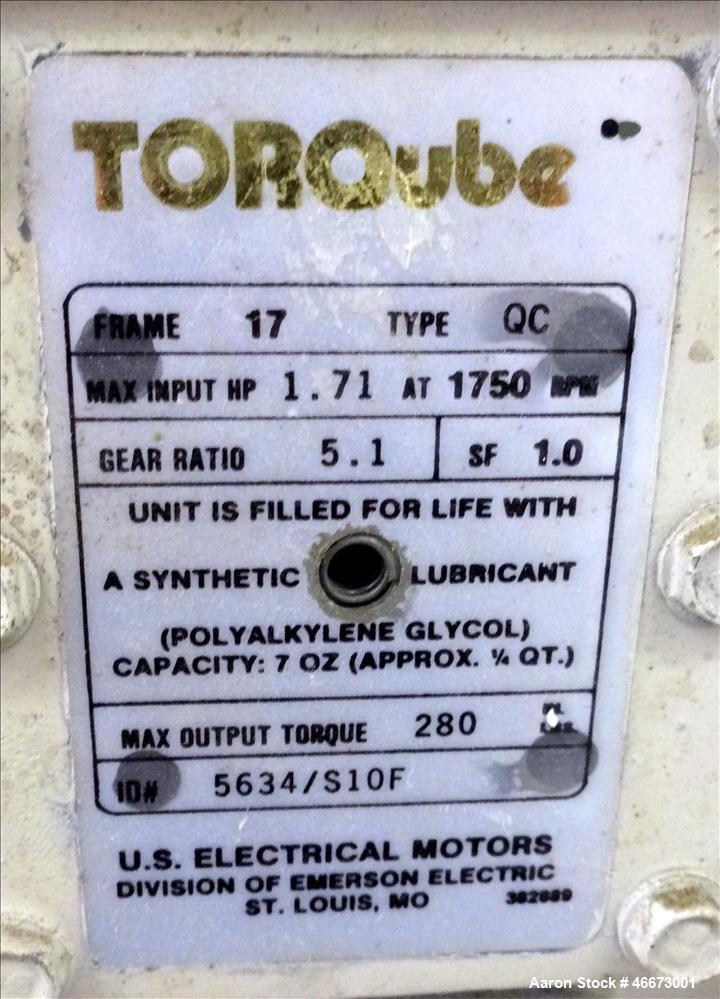 TORQube
FRAME 17 TYPE QC
MAX INPUT HP 1.71 AT 1750 RPM
GEAR RATIO 5.1 SF 1.0
UNIT IS FILLED FOR LIFE WITH
A SYNTHETIC LUBRICANT
(POLYALKYLENE GLYCOL)
CAPACITY: 7 OZ (APPROX. ¼ QT.)
MAX OUTPUT TORQUE 280
ID# 5634/S10F
U.S. ELECTRICAL MOTORS
DIVISION OF EMERSON ELECTRIC
ST. LOUIS, MO
Aaron Stock # 46673001